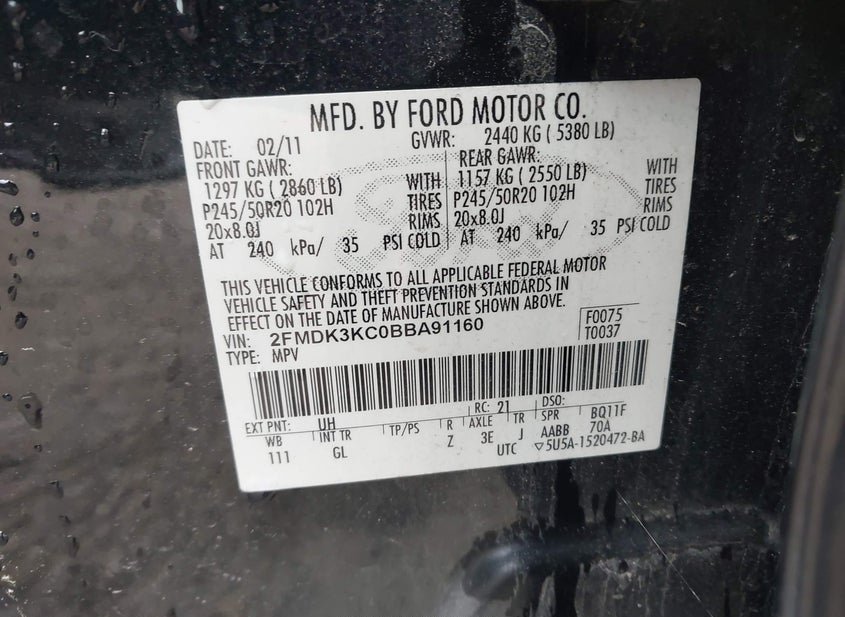 MFD. BY FORD MOTOR CO.
DATE: 02/11 GVWR: 2440 KG ( 5380 LB)
FRONT GAWR: REAR GAWR:
1297 KG ( 2860 LB) WITH 1157 KG ( 2550 LB) WITH
P245/50R20 102H TIRES P245/50R20 102H TIRES
20x8.0J RIMS 20x8.0J RIMS
AT 240 kPa/ 35 PSI COLD AT 240 kPa/ 35 PSI COLD
THIS VEHICLE CONFORMS TO ALL APPLICABLE FEDERAL MOTOR
VEHICLE SAFETY AND THEFT PREVENTION STANDARDS IN
EFFECT ON THE DATE OF MANUFACTURE SHOWN ABOVE.
VIN: 2FMDK3KC0BBA91160 F0075
TYPE: MPV T0037
EXT PNT: UH RC: 21 DSO:
WB INT TR TP/PS R AXLE TR SPR BQ11F
111 GL Z 3E J AABB 70A
UTC ▽5U5A-1520472-BA